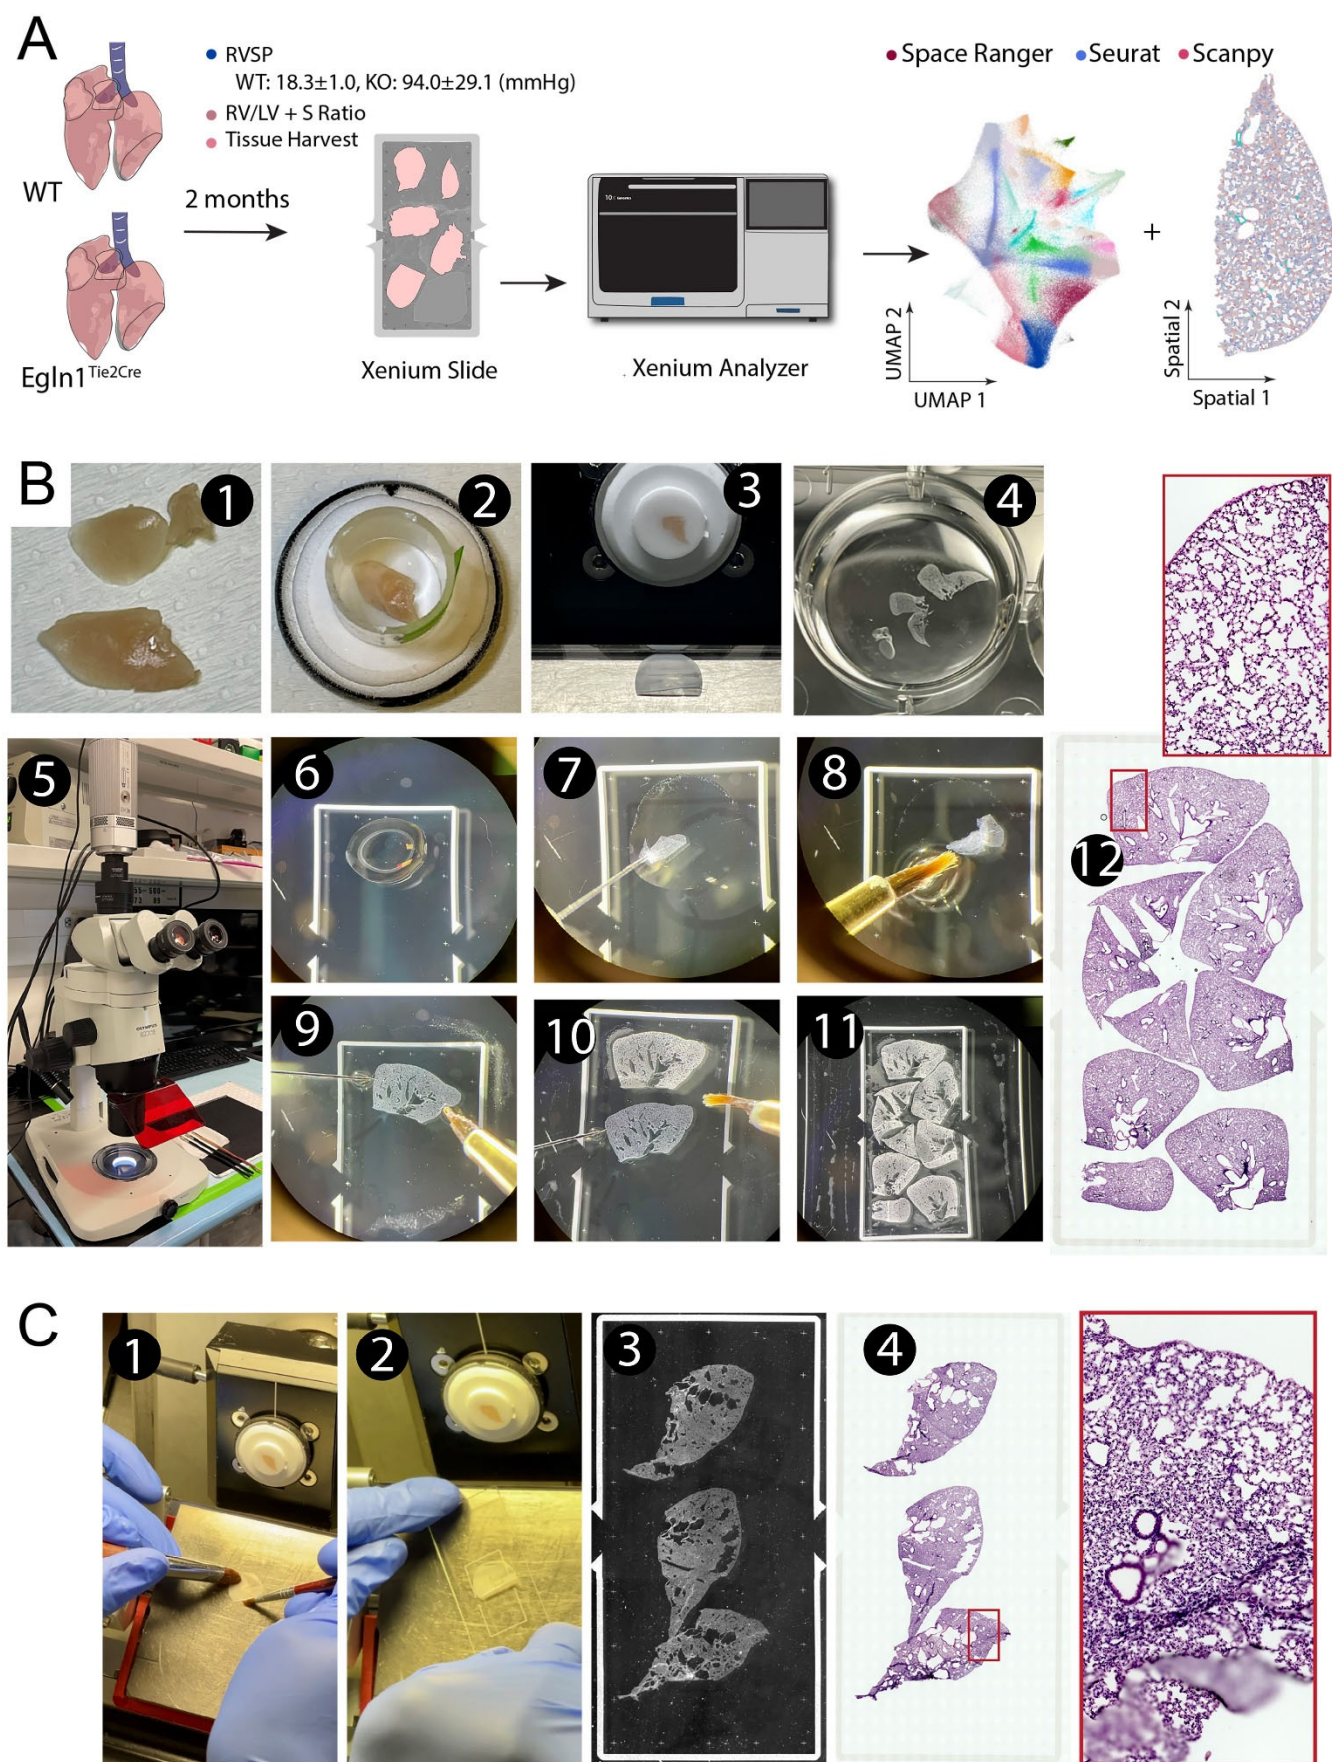 A
RVSP
WT: 18.3±1.0, KO: 94.0±29.1 (mmHg)
RV/LV + S Ratio
Tissue Harvest
Space Ranger
Seurat
Scanpy
WT
2 months
Egln1Tie2Cre
Xenium Slide
Xenium Analyzer
UMAP 2
UMAP 1
+
Spatial 2
Spatial 1
B
1
2
3
4
5
6
7
8
9
10
11
12
OLYMPUS
C
1
2
3
4